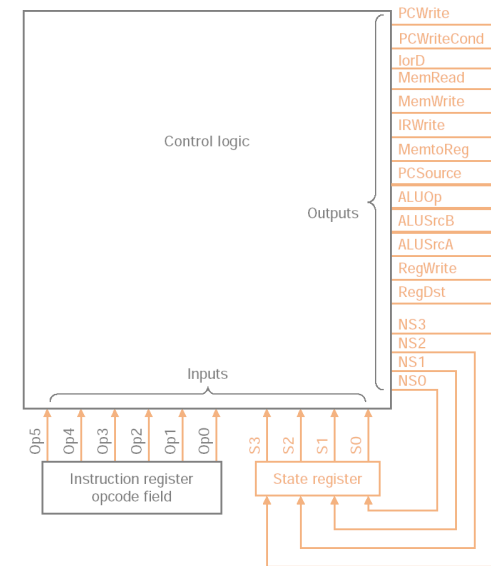 PCWrite
PCWriteCond
IorD
MemRead
MemWrite
IRWrite
Control logic
MemtoReg
PCSource
ALUOp
Outputs
ALUSrcB
ALUSrcA
RegWrite
RegDst
NS3
NS2
NS1
NS0
Inputs
Op5
Op4
Op3
Op2
Op1
Op0
S3
S2
S1
S0
Instruction register
opcode field
State register